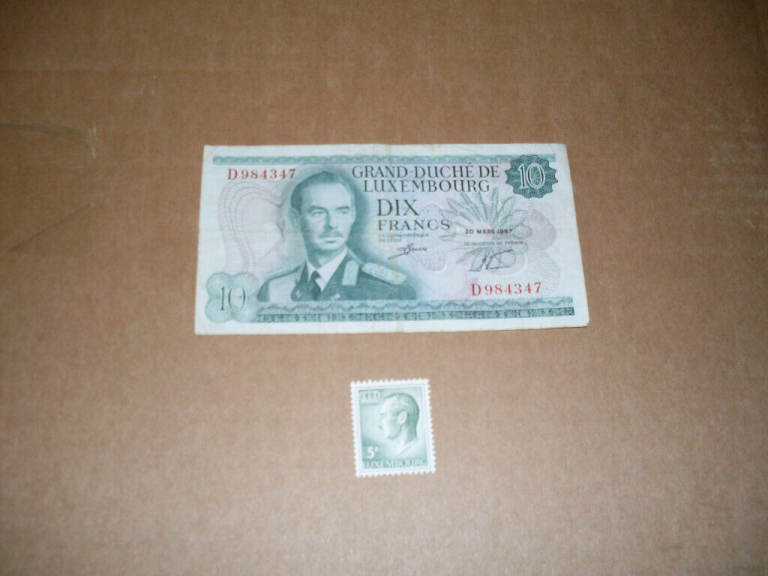 D984347
GRAND-DUCHÉ DE
LUXEMBOURG
10
DIX
FRANCS
20 MARS 1967
D984347
10
5F
LUXEMBOURG